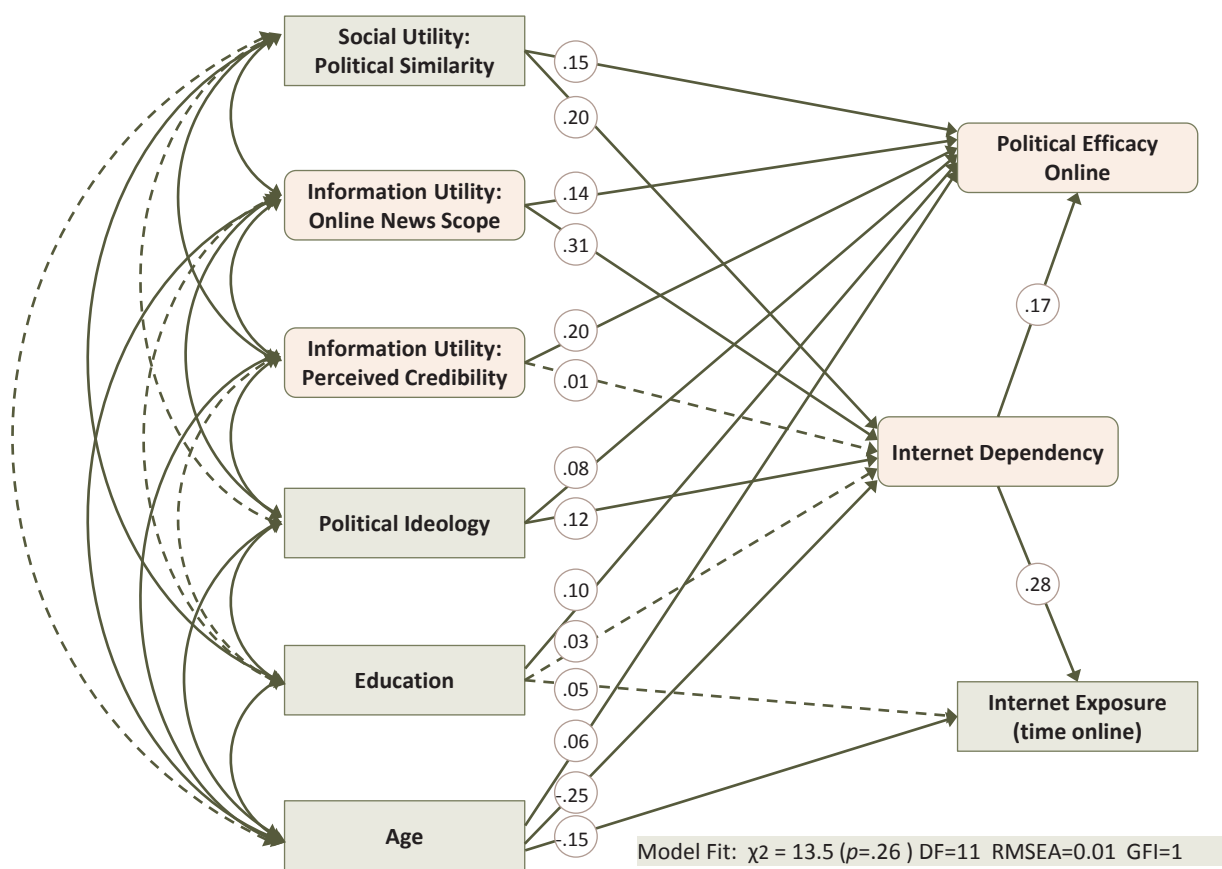 Social Utility:
Political Similarity
.15
.20
Political Efficacy
Online
Information Utility:
Online News Scope
.14
.31
.17
Information Utility:
Perceived Credibility
.20
.01
Internet Dependency
Political Ideology
.08
.12
.28
Education
.10
.03
.05
Internet Exposure
(time online)
Age
.06
-.25
-.15
Model Fit: χ2 = 13.5 (p=.26 ) DF=11 RMSEA=0.01 GFI=1